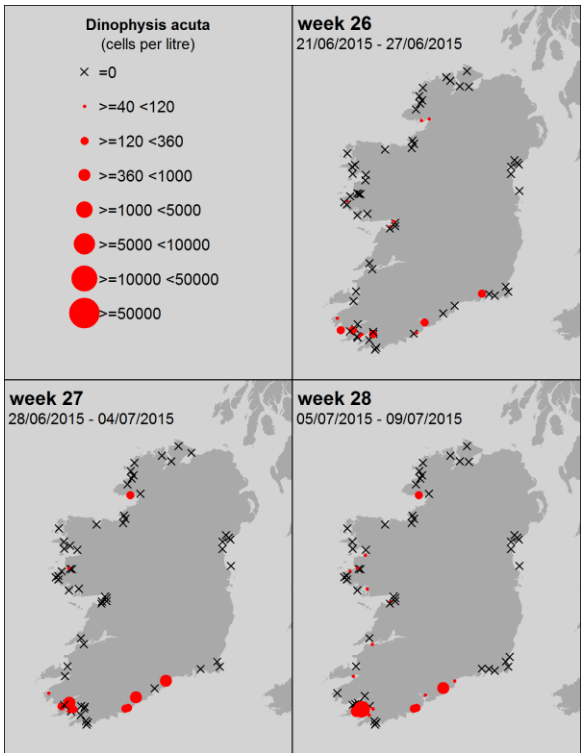 Dinophysis acuta
(cells per litre)
=0
>=40 <120
>=120 <360
>=360 <1000
>=1000 <5000
>=5000 <10000
>=10000 <50000
>=50000
week 26
21/06/2015 - 27/06/2015
week 27
28/06/2015 - 04/07/2015
week 28
05/07/2015 - 09/07/2015